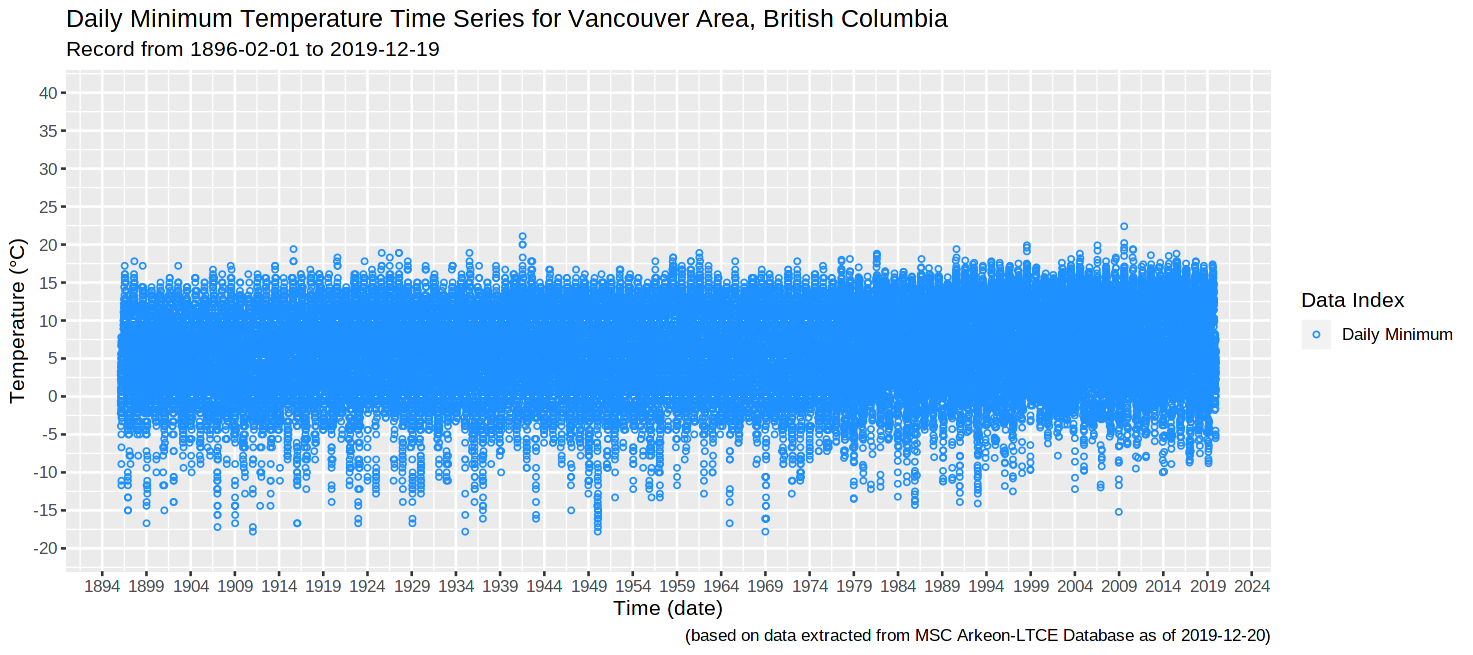 Daily Minimum Temperature Time Series for Vancouver Area, British Columbia
Record from 1896-02-01 to 2019-12-19
Temperature (°C)
40
35
30
25
20
15
10
5
0
-5
-10
-15
-20
1894 1899 1904 1909 1914 1919 1924 1929 1934 1939 1944 1949 1954 1959 1964 1969 1974 1979 1984 1989 1994 1999 2004 2009 2014 2019 2024
Time (date)
Data Index
Daily Minimum
(based on data extracted from MSC Arkeon-LTCE Database as of 2019-12-20)